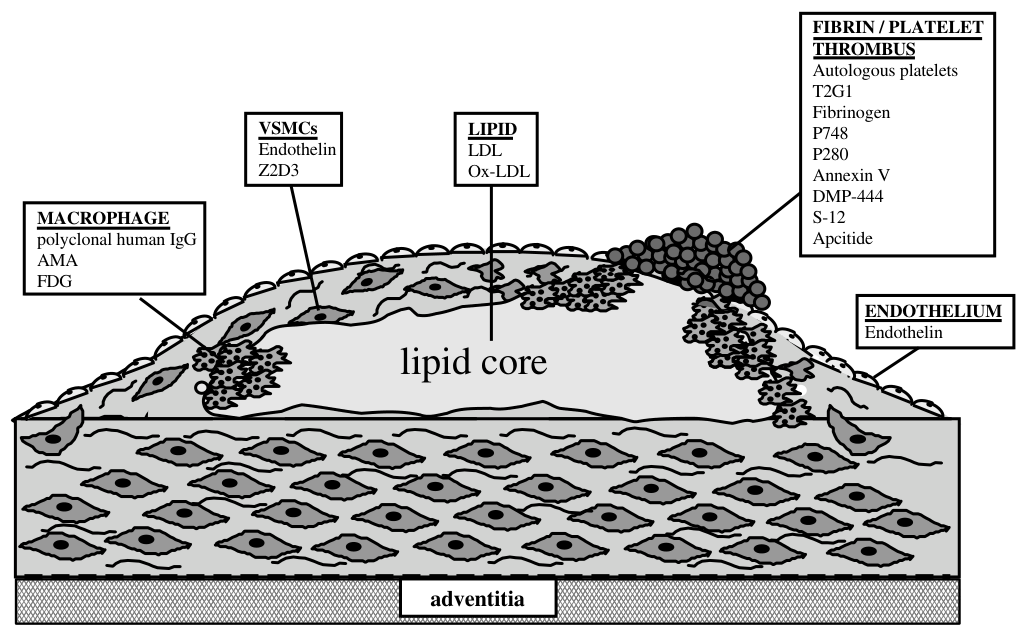 FIBRIN / PLATELET
THROMBUS
Autologous platelets
T2G1
Fibrinogen
P748
P280
Annexin V
DMP-444
S-12
Apcitide
VSMCs
Endothelin
Z2D3
LIPID
LDL
Ox-LDL
MACROPHAGE
polyclonal human IgG
AMA
FDG
ENDOTHELIUM
Endothelin
lipid core
adventitia